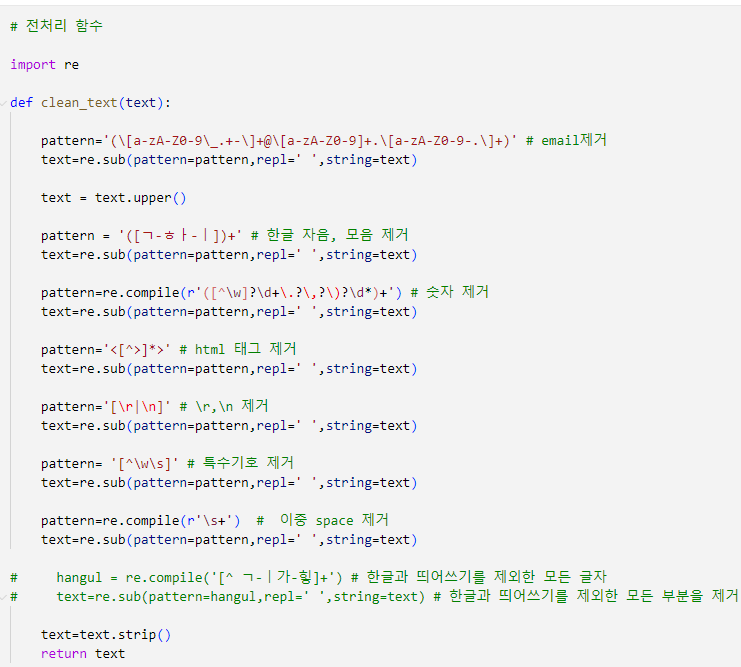 # 전처리 함수
import re
def clean_text(text):
pattern='(\[a-zA-Z0-9\_.+-\]+@\[a-zA-Z0-9]+.\[a-zA-Z0-9-.\]+)' # email제거
text=re.sub(pattern=pattern,repl=' ',string=text)
text = text.upper()
pattern = '([ㄱ-ㅎㅏ-ㅣ])+' # 한글 자음, 모음 제거
text=re.sub(pattern=pattern,repl=' ',string=text)
pattern=re.compile(r'([^\w]?\d+\.?\,?\)?\d*)+') # 숫자 제거
text=re.sub(pattern=pattern,repl=' ',string=text)
pattern='<[^>]*>' # html 태그 제거
text=re.sub(pattern=pattern,repl=' ',string=text)
pattern='[\r|\n]' # \r,\n 제거
text=re.sub(pattern=pattern,repl=' ',string=text)
pattern= '[^\w\s]' # 특수기호 제거
text=re.sub(pattern=pattern,repl=' ',string=text)
pattern=re.compile(r'\s+')  #  이중 space 제거
text=re.sub(pattern=pattern,repl=' ',string=text)
#     hangul = re.compile('[^ ㄱ-ㅣ가-힣]+') # 한글과 띄어쓰기를 제외한 모든 글자
#     text=re.sub(pattern=hangul,repl=' ',string=text) # 한글과 띄어쓰기를 제외한 모든 부분을 제거
text=text.strip()
return text